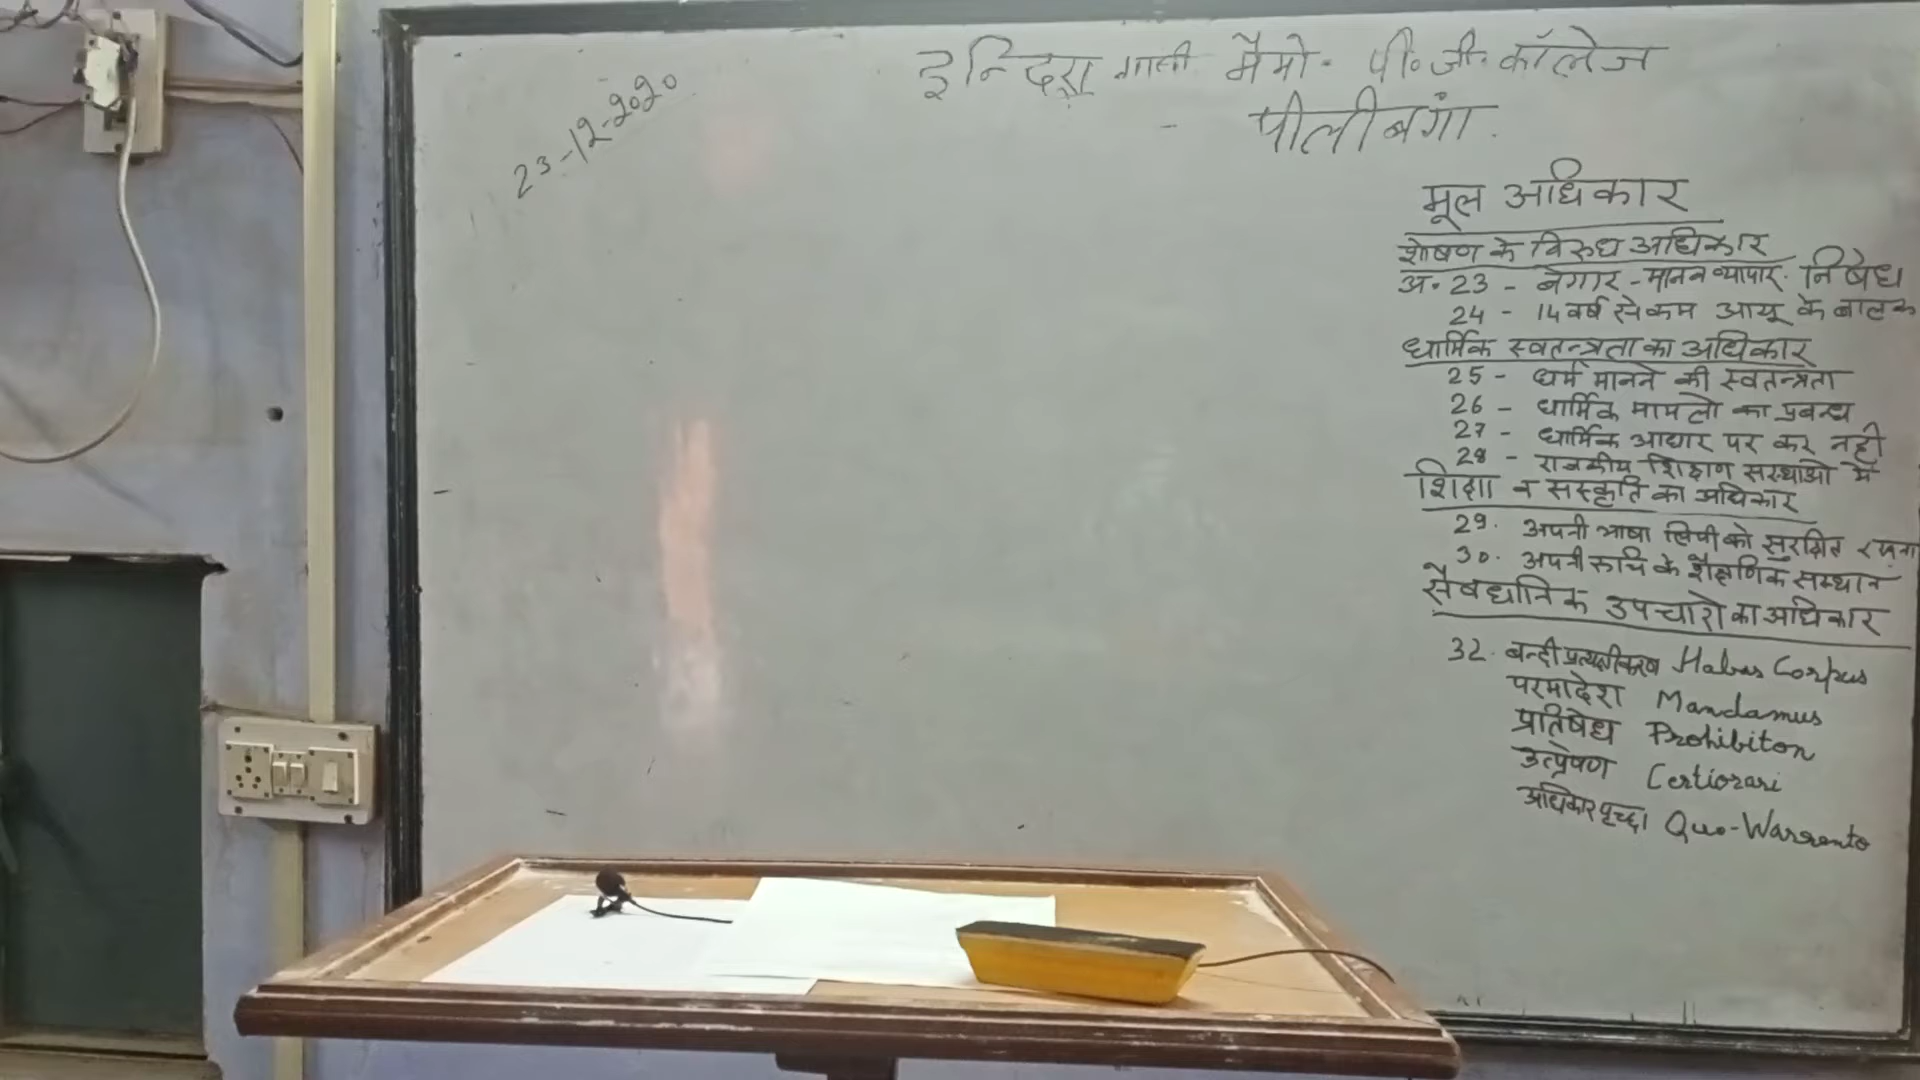 23-12-2020
इन्दिरा गांधी मैमो. पी.जी. कॉलेज
पीलीबंगा.
मूल अधिकार
शोषण के विरुध अधिकार
अ. 23 - बेगार - मानव व्यापार. निषेध
24 - 14 वर्ष से कम आयू के बालक
धार्मिक स्वतन्त्रता का अधिकार
25 - धर्म मानने की स्वतन्त्रता
26 - धार्मिक मामलो का प्रबन्ध
27 - धार्मिक आधार पर कर नही
28 - राजकीय शिक्षण संस्थाओ में
शिक्षा व संस्कृति का अधिकार
29. अपनी भाषा लिपी को सुरक्षित रखना
30. अपनी रूचि के शैक्षणिक संस्थान
सैवधानिक उपचारो का अधिकार
32. बन्दी प्रत्यक्षीकरण Habas Corpus
परमादेश Mandamus
प्रतिषेध Prohibiton
उत्प्रेषण Certiorari
अधिकार पृच्छा Quo-Warrento